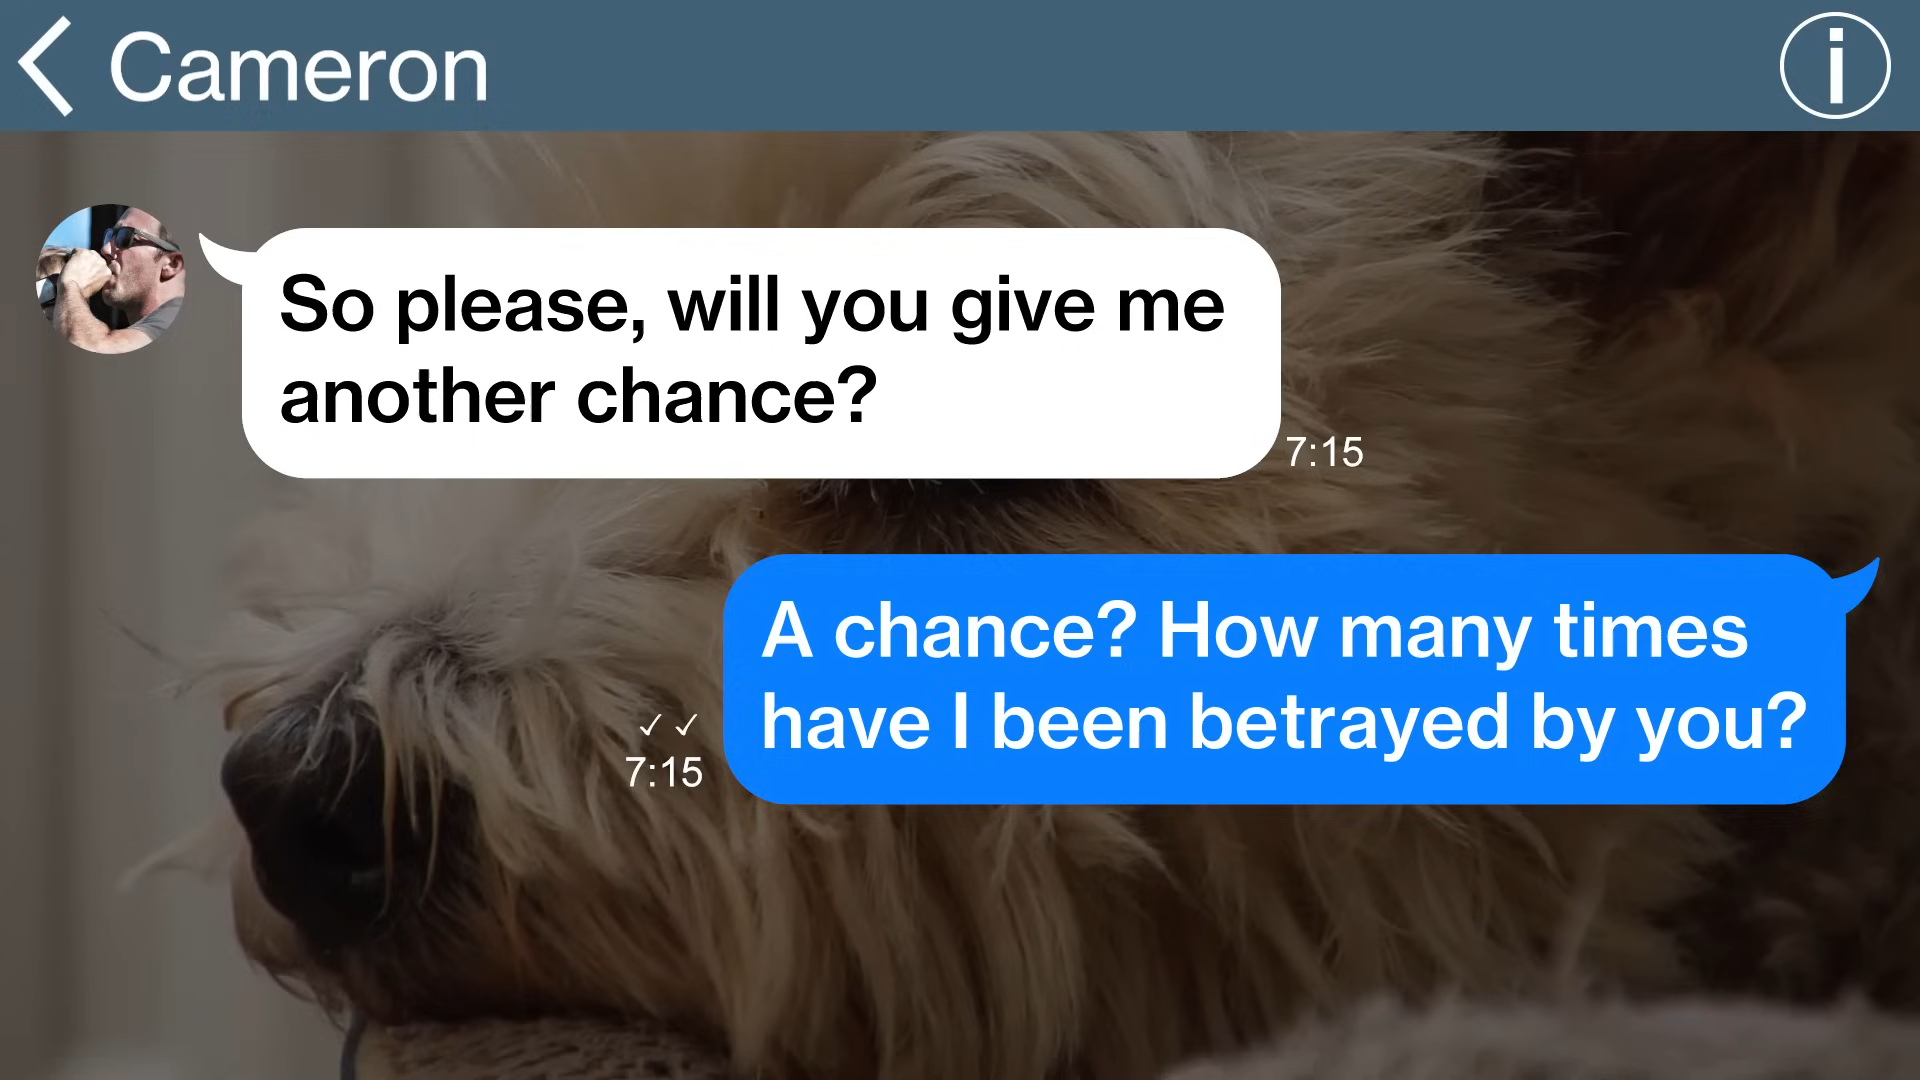 Cameron
So please, will you give me
another chance?
7:15
A chance? How many times
have I been betrayed by you?
✓✓
7:15